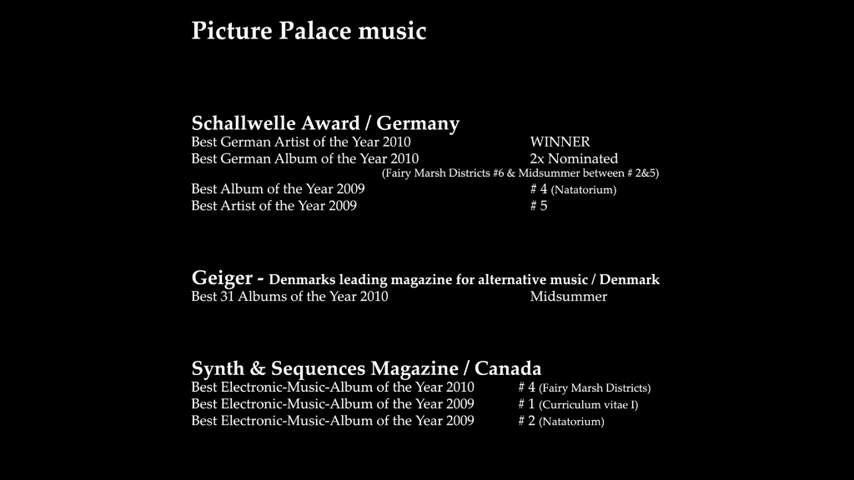 Picture Palace music
Schallwelle Award / Germany
Best German Artist of the Year 2010 WINNER
Best German Album of the Year 2010 2x Nominated
(Fairy Marsh Districts #6 & Midsummer between # 2&5)
Best Album of the Year 2009 # 4 (Natatorium)
Best Artist of the Year 2009 # 5
Geiger - Denmarks leading magazine for alternative music / Denmark
Best 31 Albums of the Year 2010 Midsummer
Synth & Sequences Magazine / Canada
Best Electronic-Music-Album of the Year 2010 # 4 (Fairy Marsh Districts)
Best Electronic-Music-Album of the Year 2009 # 1 (Curriculum vitae I)
Best Electronic-Music-Album of the Year 2009 # 2 (Natatorium)